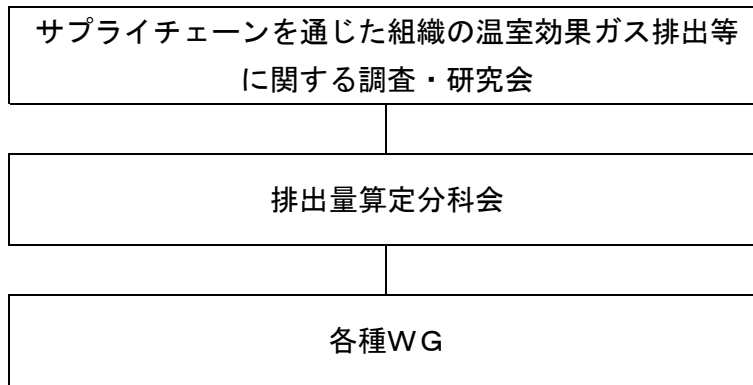 サプライチェーンを通じた組織の温室効果ガス排出等
に関する調査・研究会
排出量算定分科会
各種ＷＧ